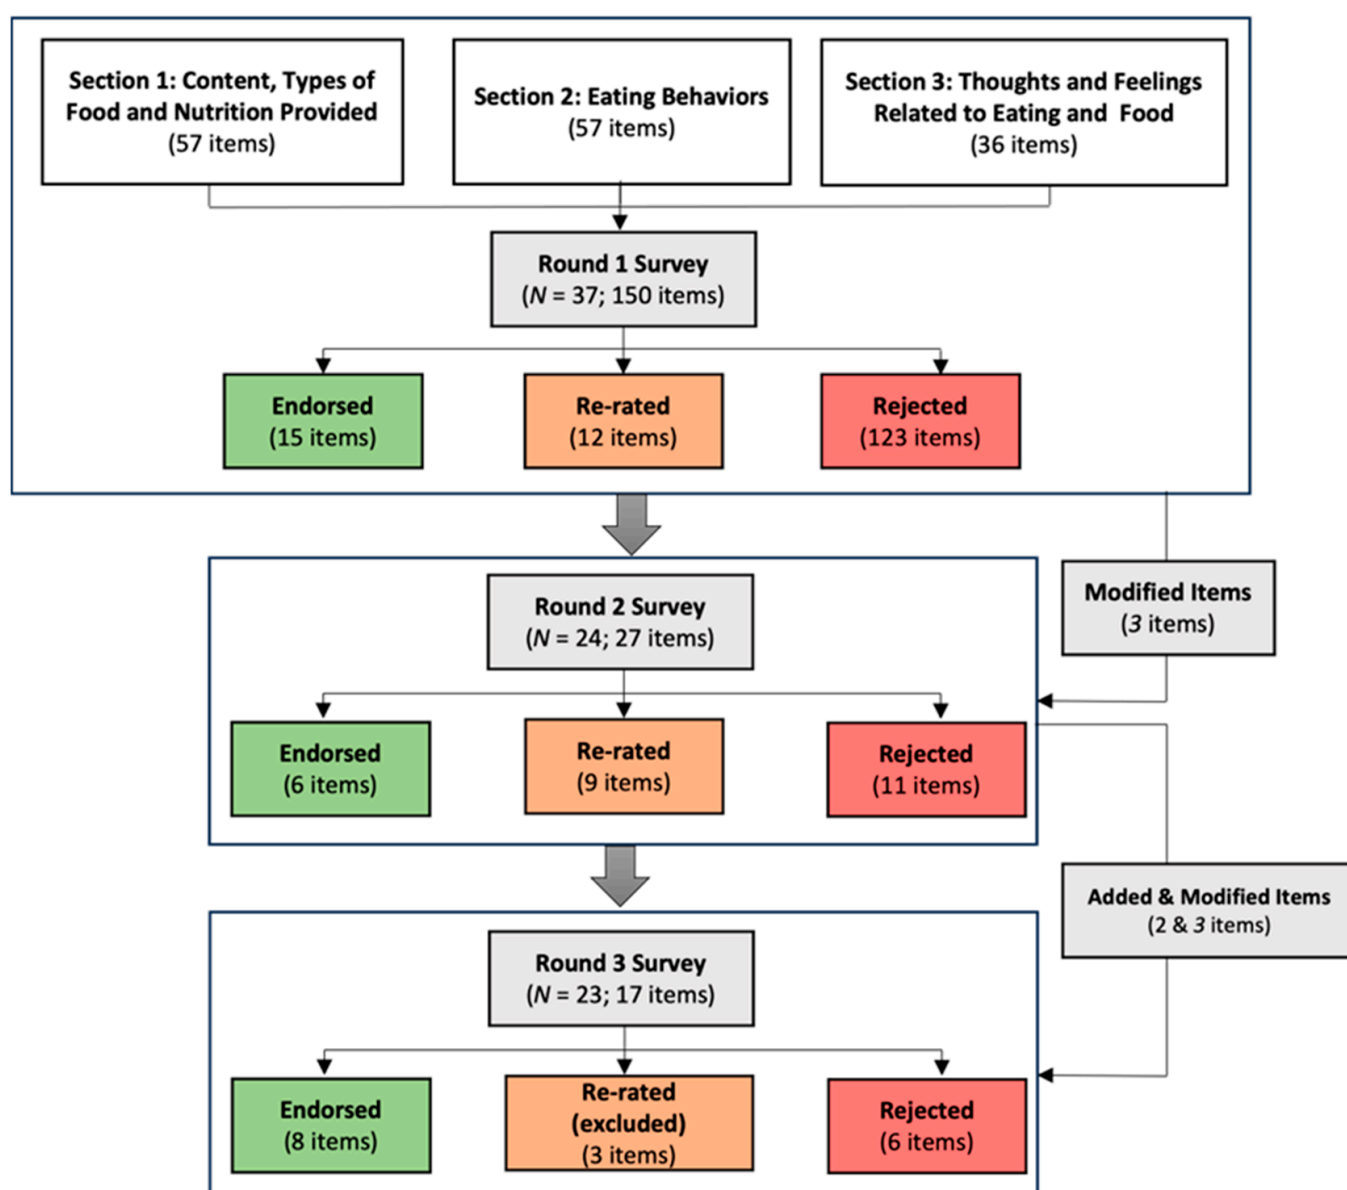 Section 1: Content, Types of
Food and Nutrition Provided
(57 items)
Section 2: Eating Behaviors
(57 items)
Section 3: Thoughts and Feelings
Related to Eating and Food
(36 items)
Round 1 Survey
(N = 37; 150 items)
Endorsed
(15 items)
Re-rated
(12 items)
Rejected
(123 items)
Modified Items
(3 items)
Round 2 Survey
(N = 24; 27 items)
Endorsed
(6 items)
Re-rated
(9 items)
Rejected
(11 items)
Added & Modified Items
(2 & 3 items)
Round 3 Survey
(N = 23; 17 items)
Endorsed
(8 items)
Re-rated
(excluded)
(3 items)
Rejected
(6 items)